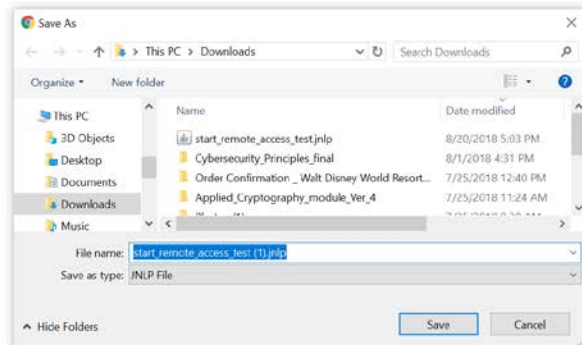 Save As
This PC > Downloads
Search Downloads
Organize
New folder
This PC
3D Objects
Desktop
Documents
Downloads
Music
Name
Date modified
start_remote_access_test.jnlp
8/20/2018 5:03 PM
Cybersecurity_Principles_final
8/1/2018 4:31 PM
Order Confirmation _ Walt Disney World Resort...
7/25/2018 12:40 PM
Applied_Cryptography_module_Ver_4
7/25/2018 11:24 AM
File name: start_remote_access_test (1).jnlp
Save as type: JNLP File
Hide Folders
Save
Cancel